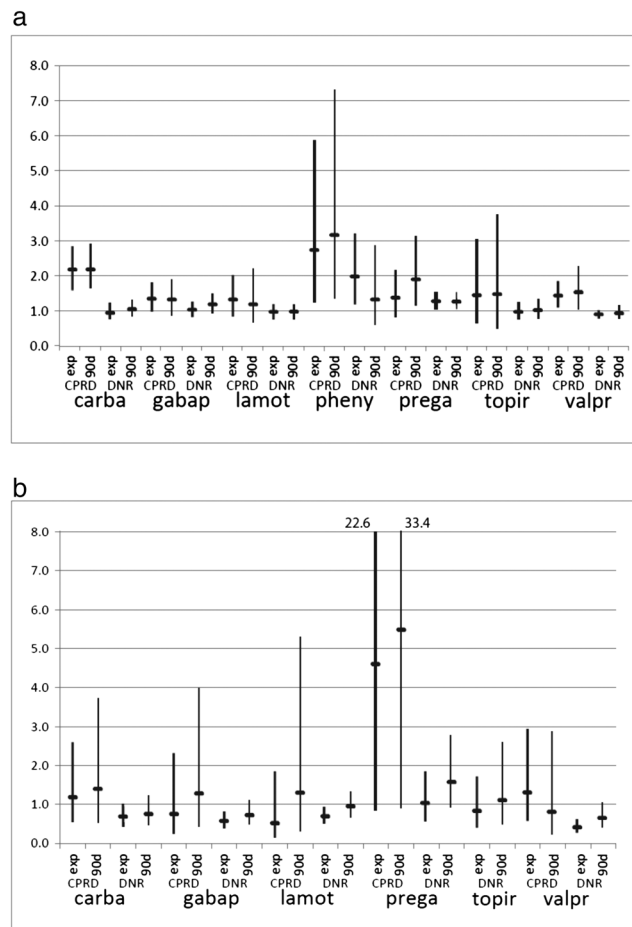 a
8.0
7.0
6.0
5.0
4.0
3.0
2.0
1.0
0.0
exp 90d exp 90d exp 90d exp 90d exp 90d exp 90d exp 90d exp 90d exp 90d exp 90d exp 90d exp 90d exp 90d exp 90d
CPRD DNR CPRD DNR CPRD DNR CPRD DNR CPRD DNR CPRD DNR CPRD DNR
carba gabap lamot pheny prega topir valpr
b
22.6 33.4
8.0
7.0
6.0
5.0
4.0
3.0
2.0
1.0
0.0
exp 90d exp 90d exp 90d exp 90d exp 90d exp 90d exp 90d exp 90d exp 90d exp 90d exp 90d
CPRD DNR CPRD DNR CPRD DNR CPRD DNR DNR CPRD DNR
carba gabap lamot prega topir valpr